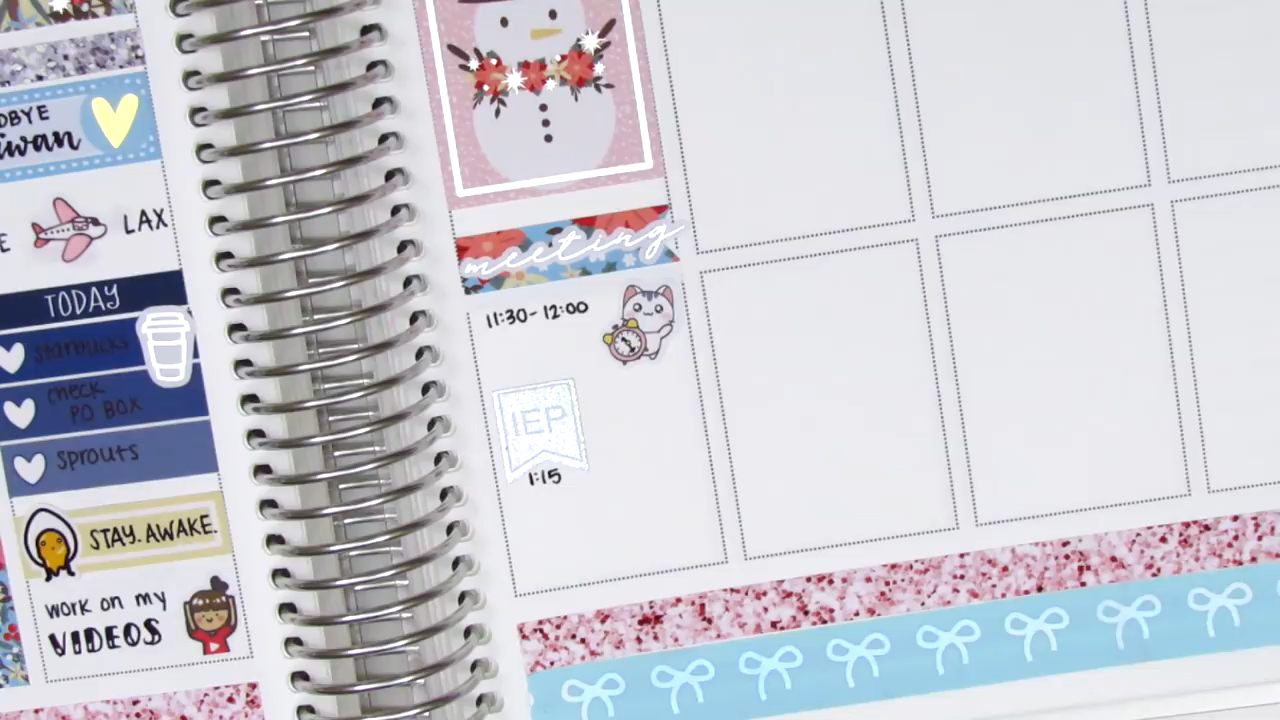 DBYE
iwan
E LAX
TODAY
starbucks
check
PO BOX
sprouts
STAY. AWAKE.
work on my
VIDEOS
meeting
11:30-12:00
IEP
1:15